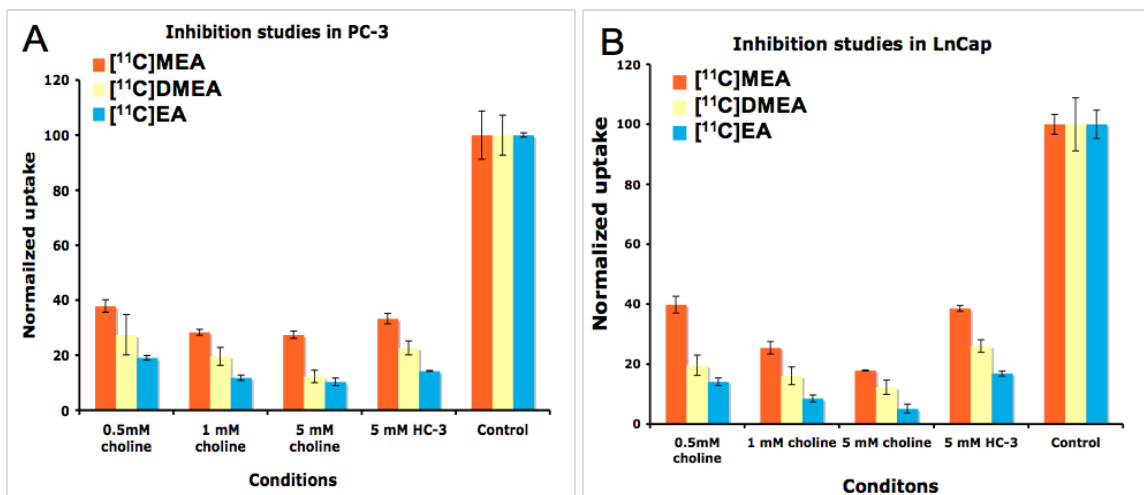 A
Inhibition studies in PC-3
[¹¹C]MEA
[¹¹C]DMEA
[¹¹C]EA
Normailzed uptake
120
100
80
60
40
20
0
0.5mM choline
1 mM choline
5 mM choline
5 mM HC-3
Control
Conditions
B
Inhibition studies in LnCap
[¹¹C]MEA
[¹¹C]DMEA
[¹¹C]EA
Normalized uptake
120
100
80
60
40
20
0
0.5mM choline
1 mM choline
5 mM choline
5 mM HC-3
Control
Conditons